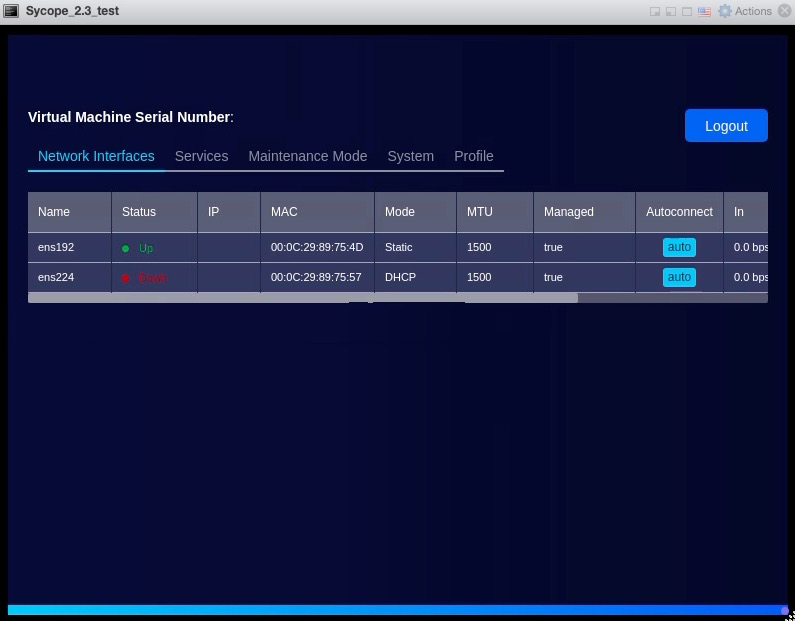 Sycope_2.3_test
Actions
Virtual Machine Serial Number:
Logout
Network Interfaces Services Maintenance Mode System Profile
Name Status IP MAC Mode MTU Managed Autoconnect In
ens192 Up 00:0C:29:89:75:4D Static 1500 true auto 0.0 bps
ens224 Down 00:0C:29:89:75:57 DHCP 1500 true auto 0.0 bps